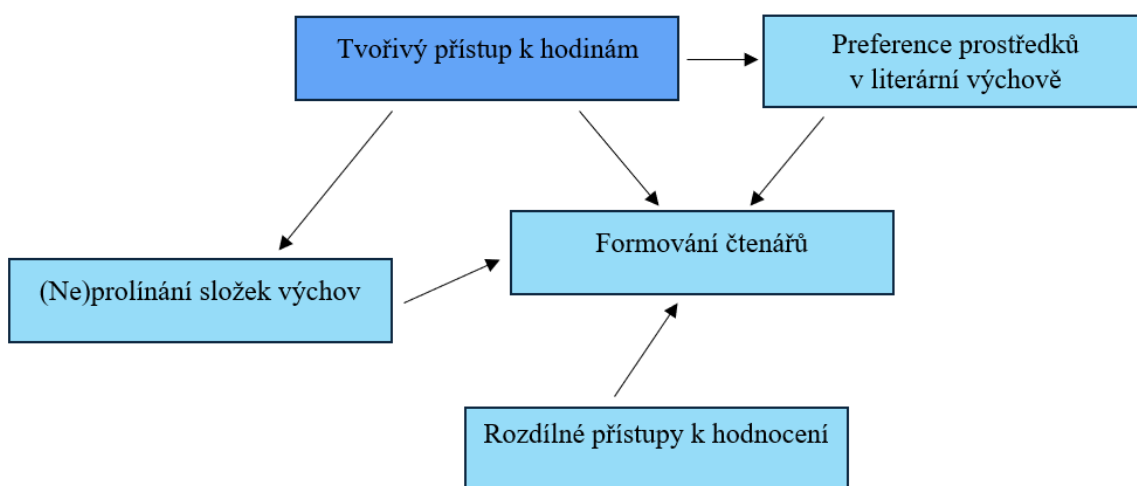 Tvořivý přístup k hodinám
Preference prostředků
v literární výchově
Formování čtenářů
(Ne)prolínání složek výchov
Rozdílné přístupy k hodnocení